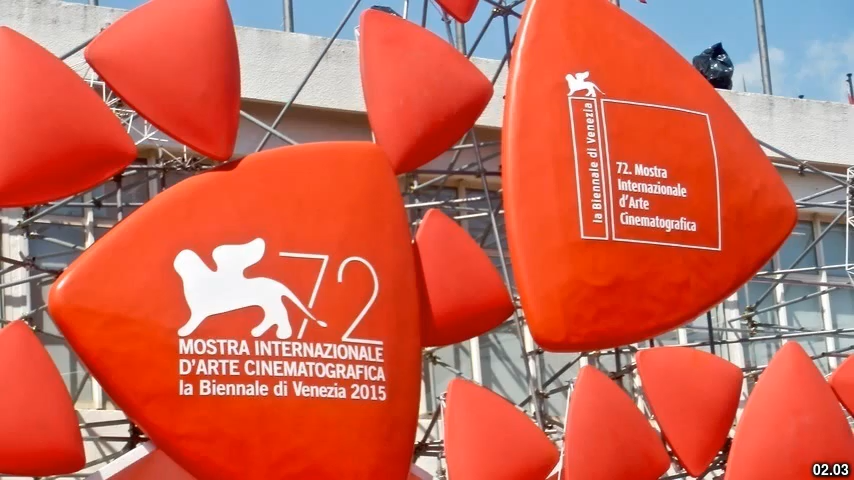 72
MOSTRA INTERNAZIONALE
D'ARTE CINEMATOGRAFICA
la Biennale di Venezia 2015
la Biennale di Venezia
72. Mostra
Internazionale
d'Arte
Cinematografica
02.03